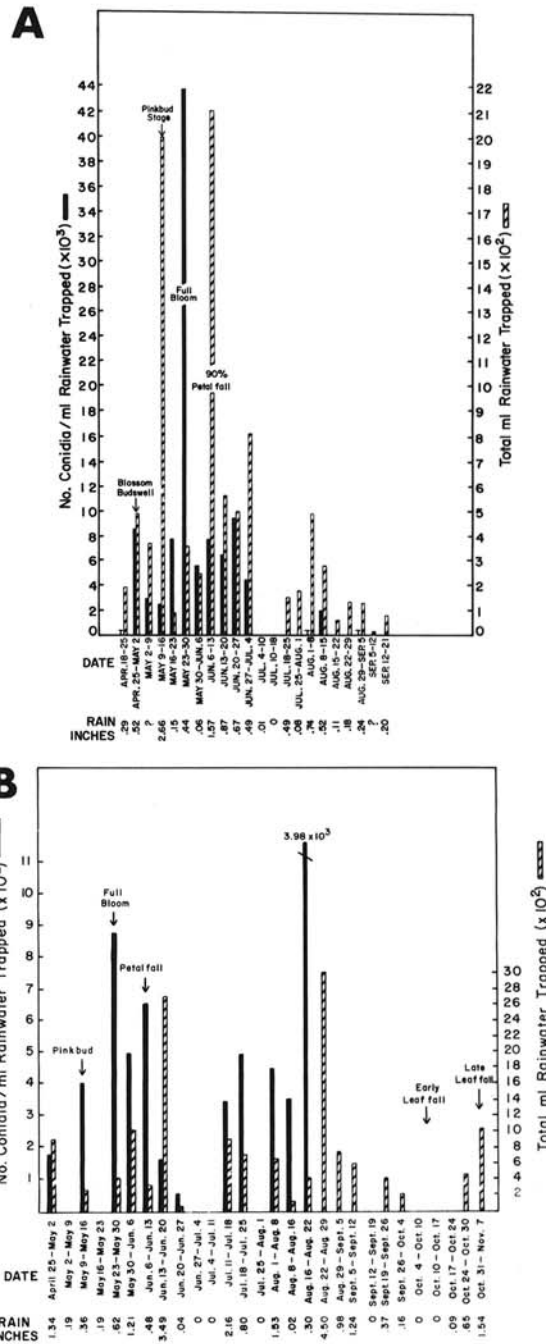 A
44
42
40
38
36
34
32
30
28
26
24
22
20
18
16
14
12
10
8
6
4
2
0
No. Conidia/ml Rainwater Trapped (×10³)
22
21
20
19
18
17
16
15
14
13
12
11
10
9
8
7
6
5
4
3
2
1
0
Total ml Rainwater Trapped (×10²)
Pinkbud
Stage
Full
Bloom
90%
Petal fall
Blossom
Budswell
DATE
APR. 18-25
APR. 25-MAY 2
MAY 2-9
MAY 9-16
MAY 16-23
MAY 23-30
MAY 30-JUN. 6
JUN. 6-13
JUN. 13-20
JUN. 20-27
JUN. 27-JUL. 4
JUL. 4-10
JUL. 10-18
JUL. 18-25
JUL. 25-AUG. 1
AUG. 1-8
AUG. 8-15
AUG. 15-22
AUG. 22-29
AUG. 29-SEP. 5
SEP. 5-12
SEP. 12-21
RAIN
INCHES
.29
.52
?
2.66
.15
.44
.06
1.57
.87
.67
.49
.01
0
.49
.08
.74
.52
.11
.18
.24
?
.20
B
11
10
9
8
7
6
5
4
3
2
1
No. Conidia/ml Rainwater Trapped
30
28
26
24
22
20
18
16
14
12
10
8
6
4
2
Total ml Rainwater Trapped (×10²)
3.98 x10³
Full
Bloom
Petal fall
Pinkbud
Early
Leaf fall
Late
Leaf fall
DATE
April 25 - May 2
May 2 - May 9
May 9 - May 16
May 16 - May 23
May 23 - May 30
May 30 - Jun. 6
Jun. 6 - Jun. 13
Jun. 13 - Jun. 20
Jun. 20 - Jun. 27
Jun. 27 - Jul. 4
Jul. 4 - Jul. 11
Jul. 11 - Jul. 18
Jul. 18 - Jul. 25
Jul. 25 - Aug. 1
Aug. 1 - Aug. 8
Aug. 8 - Aug. 16
Aug. 16 - Aug. 22
Aug. 22 - Aug. 29
Aug. 29 - Sept. 5
Sept. 5 - Sept. 12
Sept. 12 - Sept. 19
Sept. 19 - Sept. 26
Sept. 26 - Oct. 4
Oct. 4 - Oct. 10
Oct. 10 - Oct. 17
Oct. 17 - Oct. 24
Oct. 24 - Oct. 30
Oct. 31 - Nov. 7
RAIN
INCHES
1.34
.19
.36
.19
.62
1.21
.48
3.49
.04
0
0
2.16
.80
0
1.53
.02
.30
4.50
.98
1.24
0
.37
.16
0
0
.09
.65
1.54